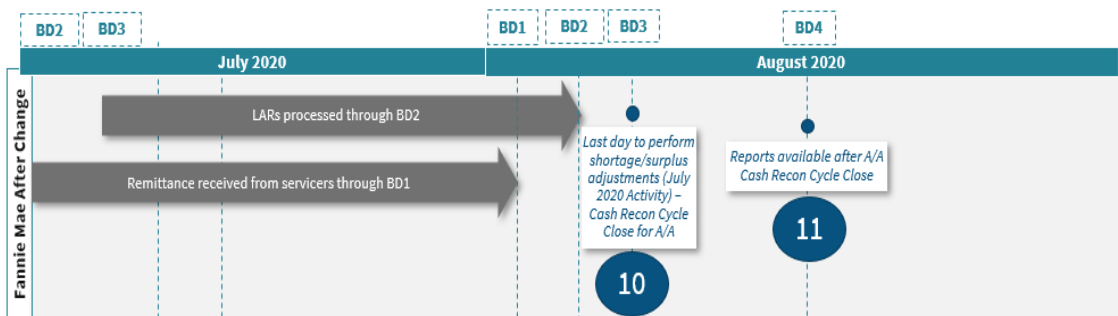 BD2
BD3
BD1
BD2
BD3
BD4
July 2020
August 2020
Fannie Mae After Change
LARs processed through BD2
Remittance received from servicers through BD1
Last day to perform
shortage/surplus
adjustments (July
2020 Activity) –
Cash Recon Cycle
Close for A/A
10
Reports available after A/A
Cash Recon Cycle Close
11